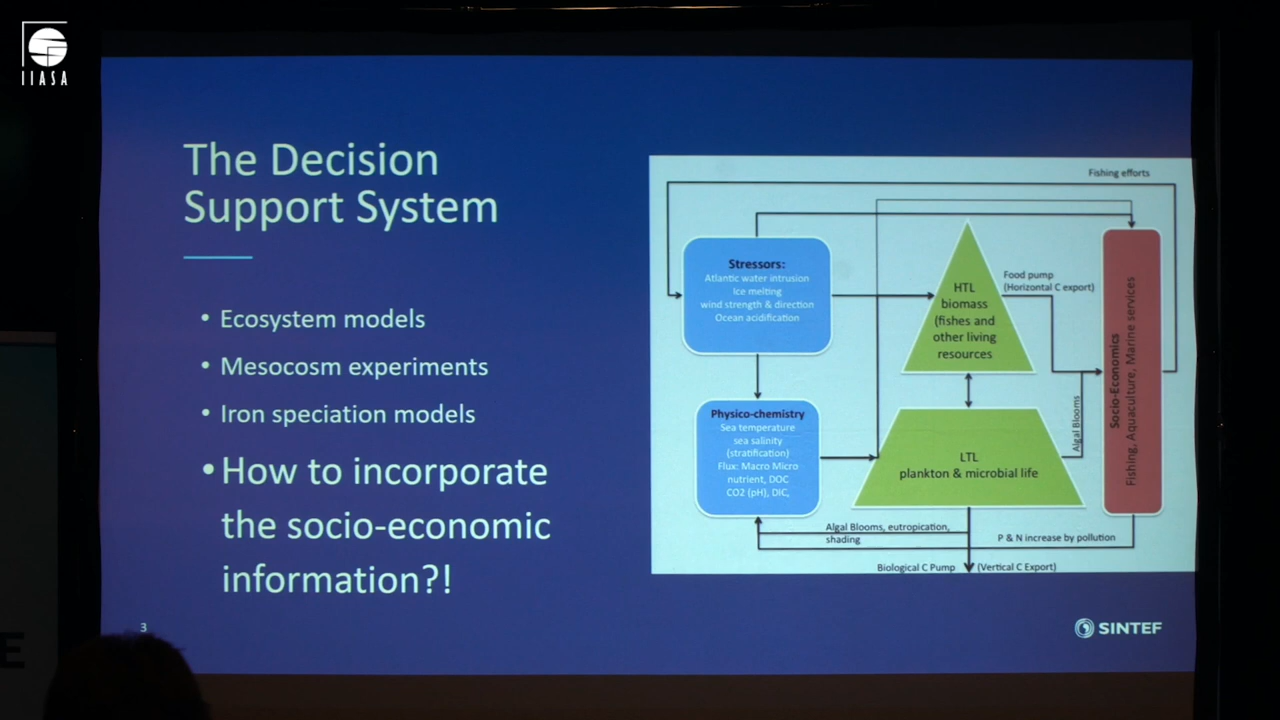 IIASA
The Decision
Support System
• Ecosystem models
• Mesocosm experiments
• Iron speciation models
• How to incorporate
the socio-economic
information?!
3
Fishing efforts
Stressors:
Atlantic water intrusion
Ice melting
wind strength & direction
Ocean acidification
HTL
biomass
(fishes and
other living
resources
Food pump
(Horizontal C export)
Socio-Economics
Fishing, Aquaculture, Marine services
Physico-chemistry
Sea temperature
sea salinity
(stratification)
Flux: Macro Micro
nutrient, DOC
CO2 (pH), DIC,
LTL
plankton & microbial life
Algal Blooms
Algal Blooms, eutropication,
shading
P & N increase by pollution
Biological C Pump
(Vertical C Export)
SINTEF
E